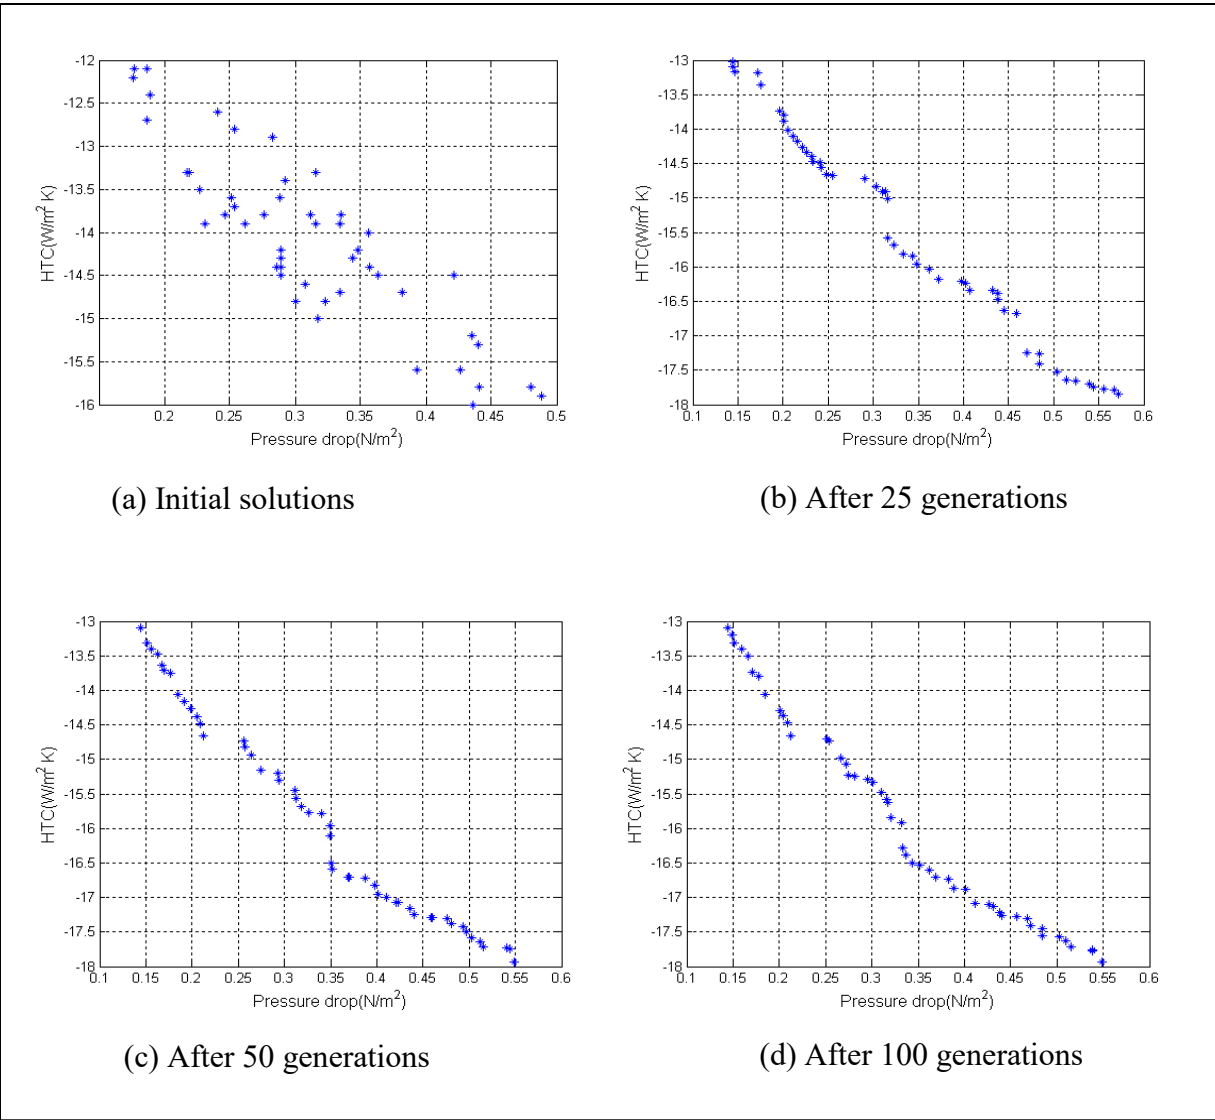 -12
-12.5
-13
-13.5
-14
-14.5
-15
-15.5
-16
HTC(W/m² K)
0.2 0.25 0.3 0.35 0.4 0.45 0.5
Pressure drop(N/m²)
(a) Initial solutions
-13
-13.5
-14
-14.5
-15
-15.5
-16
-16.5
-17
-17.5
-18
HTC(W/m² K)
0.1 0.15 0.2 0.25 0.3 0.35 0.4 0.45 0.5 0.55 0.6
Pressure drop(N/m²)
(b) After 25 generations
-13
-13.5
-14
-14.5
-15
-15.5
-16
-16.5
-17
-17.5
-18
HTC(W/m² K)
0.1 0.15 0.2 0.25 0.3 0.35 0.4 0.45 0.5 0.55 0.6
Pressure drop(N/m²)
(c) After 50 generations
-13
-13.5
-14
-14.5
-15
-15.5
-16
-16.5
-17
-17.5
-18
HTC(W/m² K)
0.1 0.15 0.2 0.25 0.3 0.35 0.4 0.45 0.5 0.55 0.6
Pressure drop(N/m²)
(d) After 100 generations